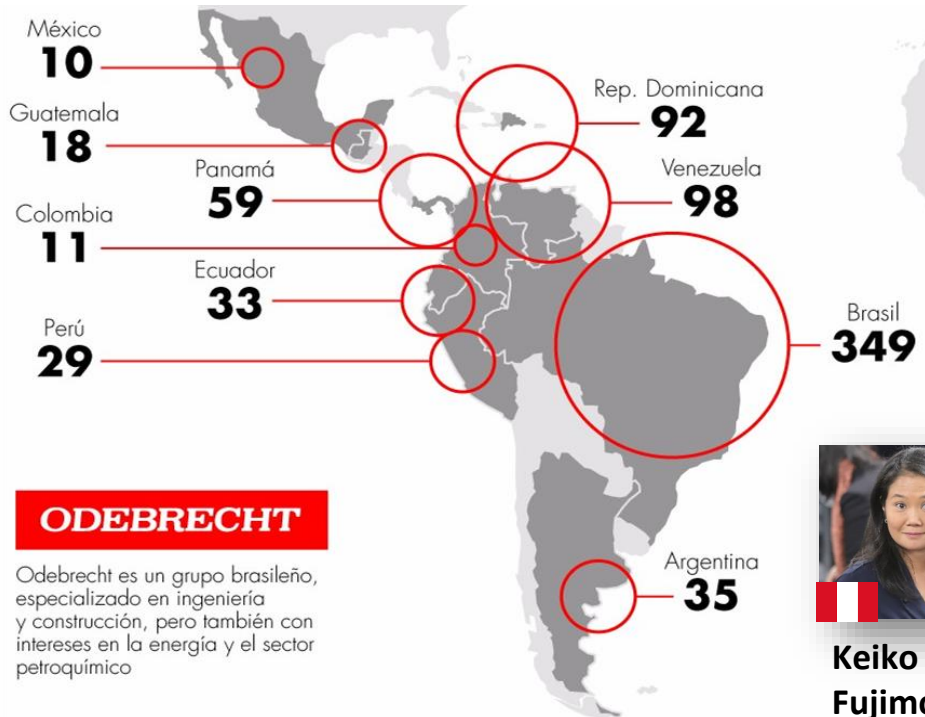 México
10
Guatemala
18
Panamá
59
Colombia
11
Ecuador
33
Perú
29
Rep. Dominicana
92
Venezuela
98
Brasil
349
Argentina
35
ODEBRECHT
Odebrecht es un grupo brasileño,
especializado en ingeniería
y construcción, pero también con
intereses en la energía y el sector
petroquímico
Keiko